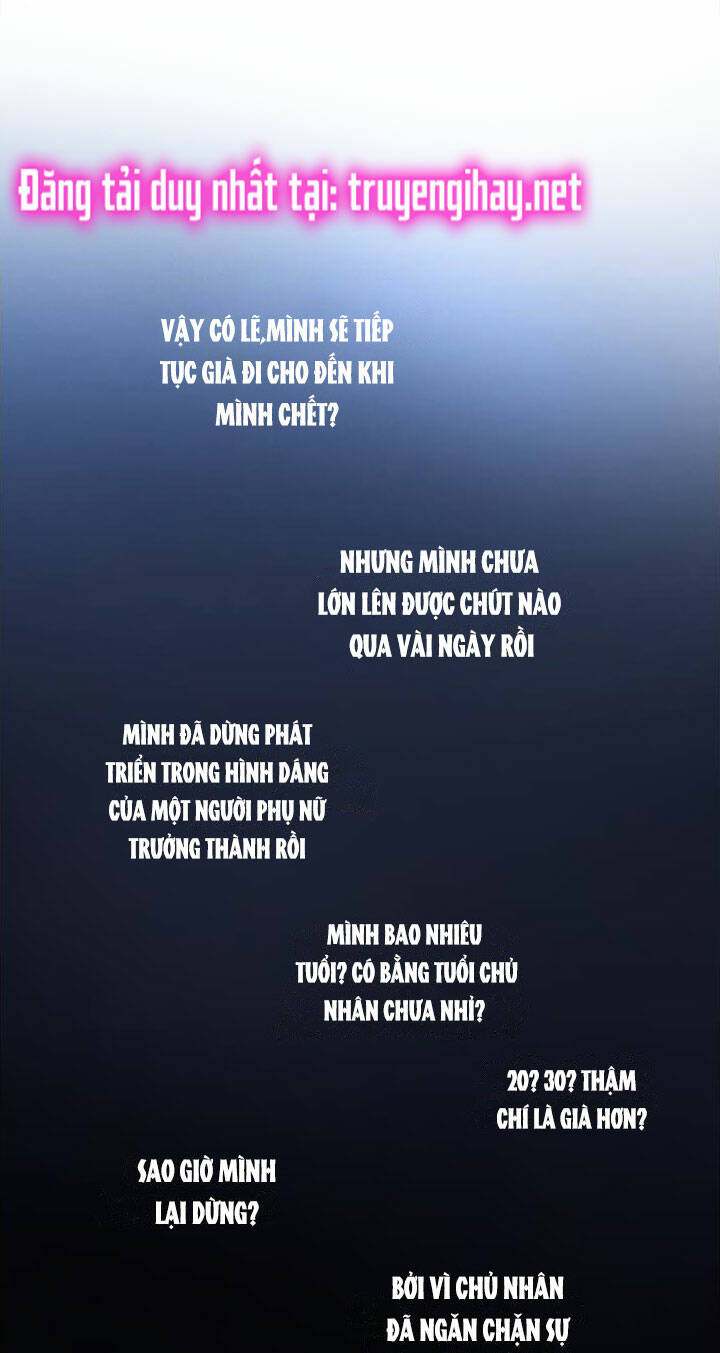 Đăng tải duy nhất tại: truyengihay.net
VẬY CÓ LẼ,MÌNH SẼ TIẾP
TỤC GIÀ ĐI CHO ĐẾN KHI
MÌNH CHẾT?
NHƯNG MÌNH CHƯA
LỚN LÊN ĐƯỢC CHÚT NÀO
QUA VÀI NGÀY RỒI
MÌNH ĐÃ DỪNG PHÁT
TRIỂN TRONG HÌNH DÁNG
CỦA MỘT NGƯỜI PHỤ NỮ
TRƯỞNG THÀNH RỒI
MÌNH BAO NHIÊU
TUỔI? CÓ BẰNG TUỔI CHỦ
NHÂN CHƯA NHỈ?
20? 30? THẬM
CHÍ LÀ GIÀ HƠN?
SAO GIỜ MÌNH
LẠI DỪNG?
BỞI VÌ CHỦ NHÂN
ĐÃ NGĂN CHẶN SỰ